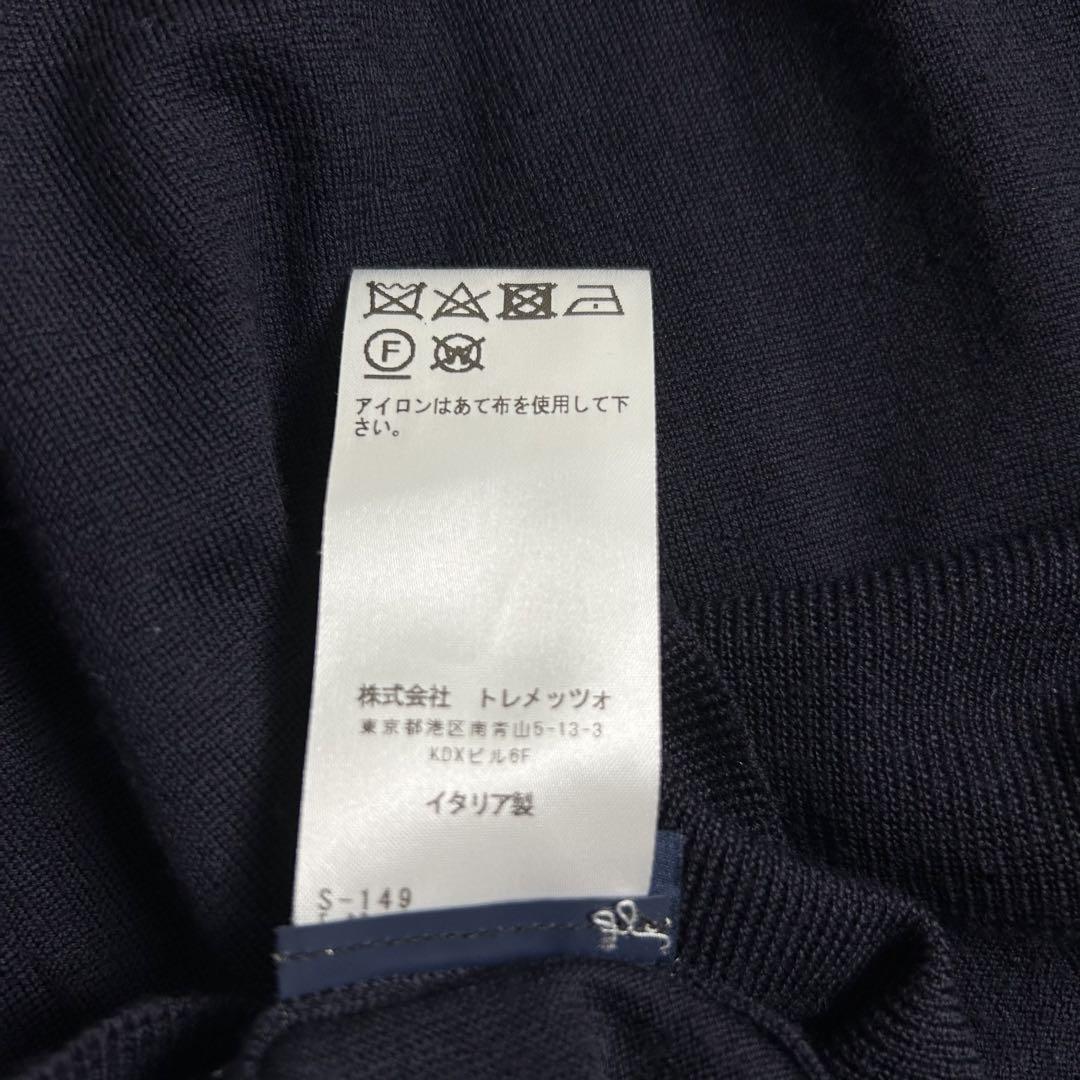 F
W
アイロンはあて布を使用して下
さい。
株式会社 トレメッツォ
東京都港区南青山5-13-3
KDXビル6F
イタリア製
S-149